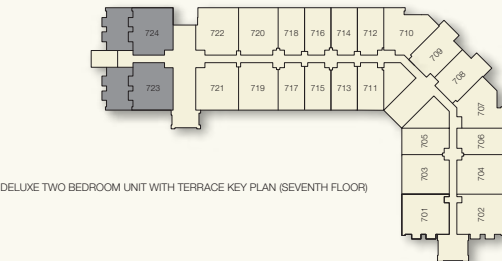 724 722 720 718 716 714 712 710
709
708
723 721 719 717 715 713 711
707
705 706
703 704
DELUXE TWO BEDROOM UNIT WITH TERRACE KEY PLAN (SEVENTH FLOOR)
701 702